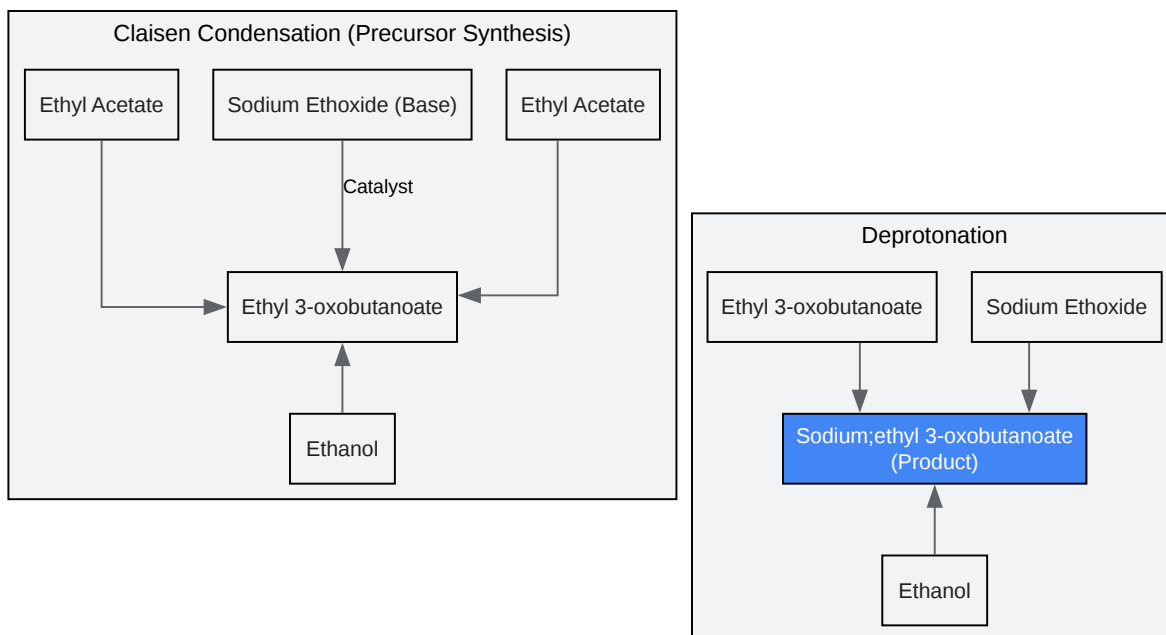 Claisen Condensation (Precursor Synthesis)
Ethyl Acetate
Sodium Ethoxide (Base)
Ethyl Acetate
Catalyst
Ethyl 3-oxobutanoate
Ethanol
Deprotonation
Ethyl 3-oxobutanoate
Sodium Ethoxide
Sodium;ethyl 3-oxobutanoate
(Product)
Ethanol